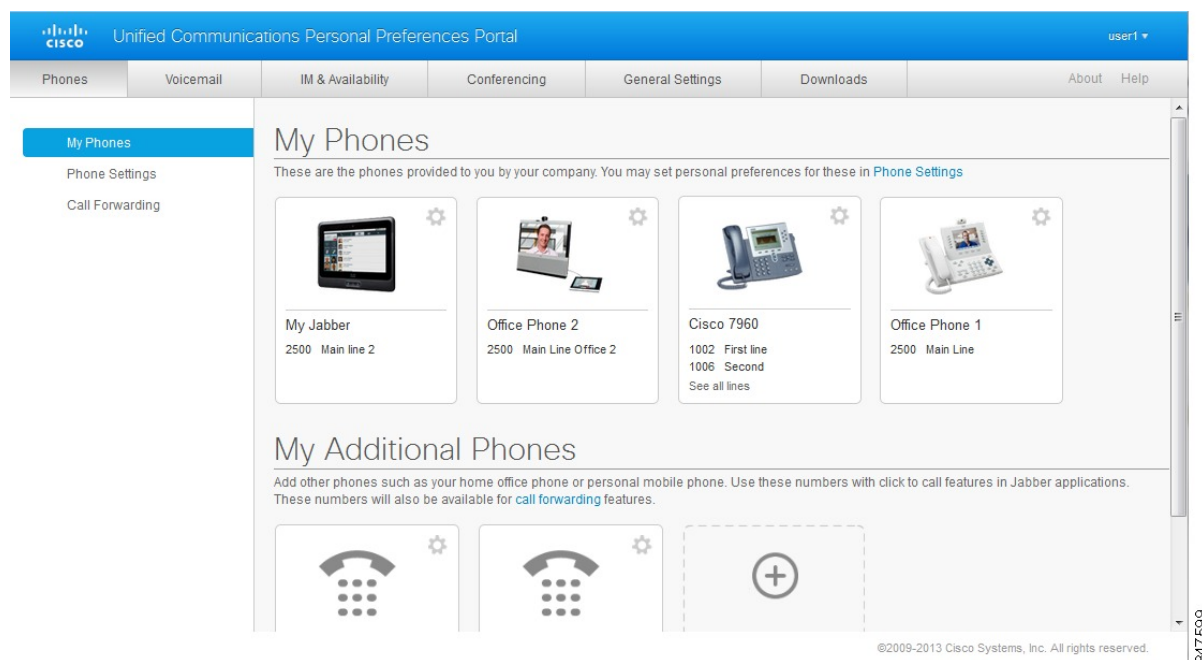 CISCO Unified Communications Personal Preferences Portal user1
Phones Voicemail IM & Availability Conferencing General Settings Downloads About Help
My Phones
Phone Settings
Call Forwarding
My Phones
These are the phones provided to you by your company. You may set personal preferences for these in Phone Settings
My Jabber
2500 Main line 2
Office Phone 2
2500 Main Line Office 2
Cisco 7960
1002 First line
1006 Second
See all lines
Office Phone 1
2500 Main Line
My Additional Phones
Add other phones such as your home office phone or personal mobile phone. Use these numbers with click to call features in Jabber applications.
These numbers will also be available for call forwarding features.
©2009-2013 Cisco Systems, Inc. All rights reserved.